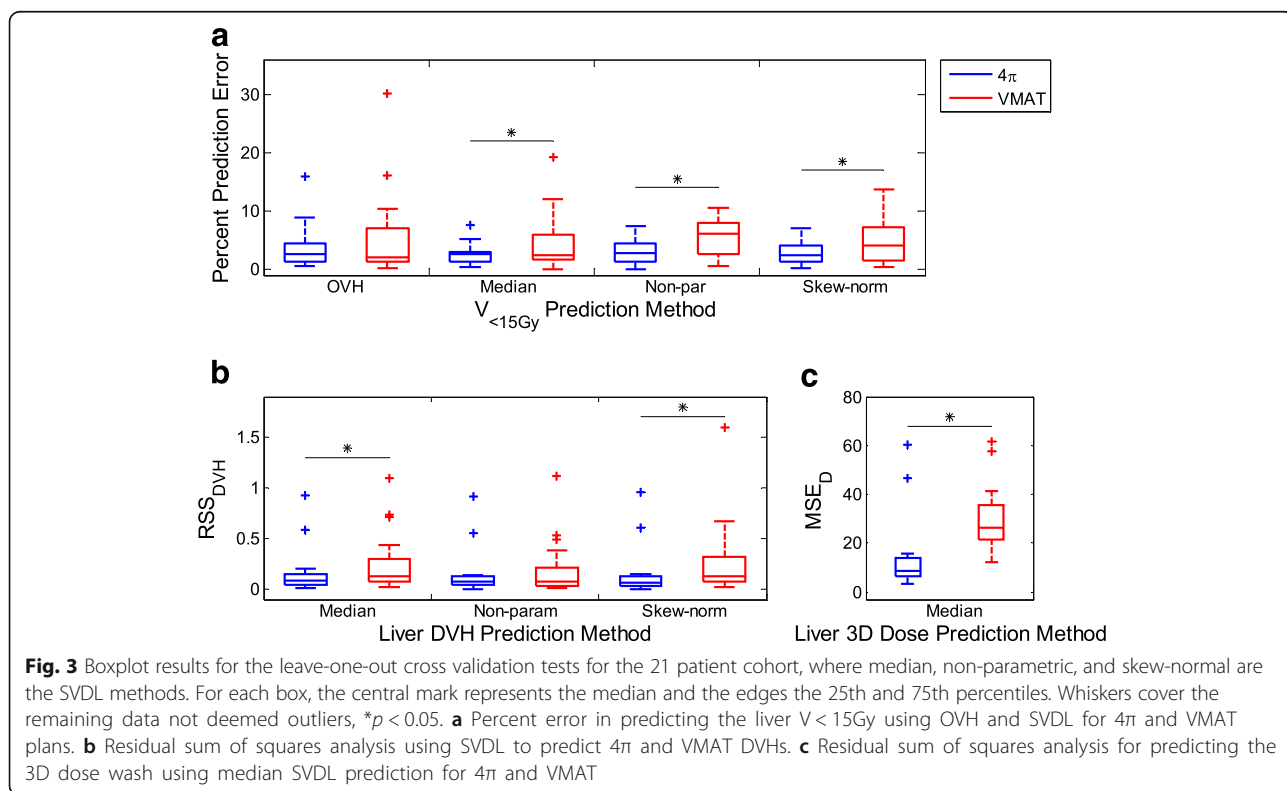 a
Percent Prediction Error
30
20
10
0
*
*
*
4π
VMAT
OVH
Median
Non-par
Skew-norm
V<15Gy Prediction Method
b
RSSDVH
1.5
1
0.5
0
*
*
Median
Non-param
Skew-norm
Liver DVH Prediction Method
c
MSED
80
60
40
20
0
*
Median
Liver 3D Dose Prediction Method
Fig. 3 Boxplot results for the leave-one-out cross validation tests for the 21 patient cohort, where median, non-parametric, and skew-normal are
the SVDL methods. For each box, the central mark represents the median and the edges the 25th and 75th percentiles. Whiskers cover the
remaining data not deemed outliers, *p < 0.05. a Percent error in predicting the liver V < 15Gy using OVH and SVDL for 4π and VMAT
plans. b Residual sum of squares analysis using SVDL to predict 4π and VMAT DVHs. c Residual sum of squares analysis for predicting the
3D dose wash using median SVDL prediction for 4π and VMAT